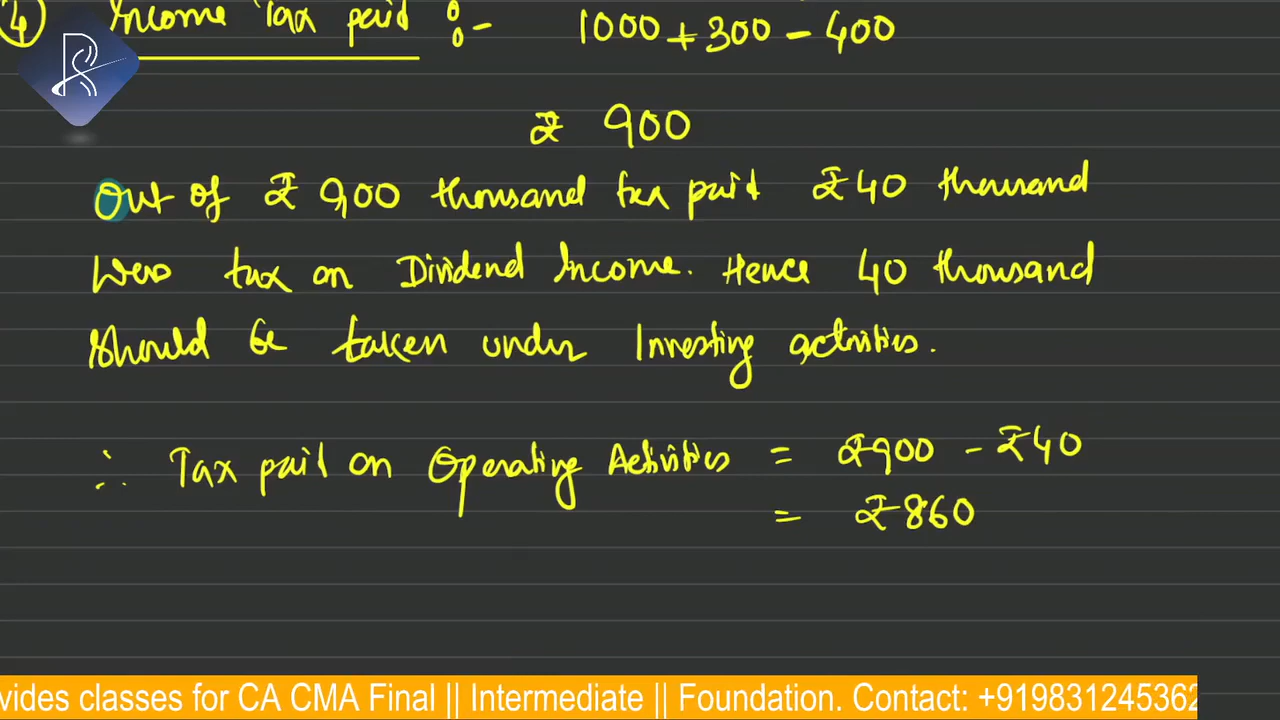 4) Income Tax paid :- 1000 + 300 - 400
₹ 900
Out of ₹ 900 thousand tax paid ₹ 40 thousand
were tax on Dividend Income. Hence 40 thousand
should be taken under Investing activities.
∴ Tax paid on Operating Activities = ₹900 - ₹40
= ₹860
vides classes for CA CMA Final || Intermediate || Foundation. Contact: +919831245362